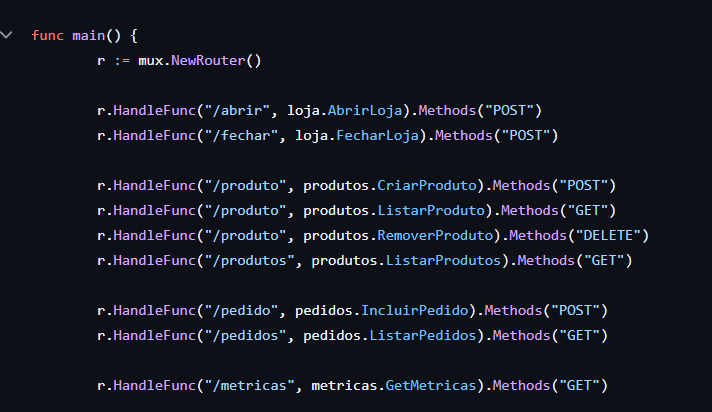 func main() {
r := mux.NewRouter()
r.HandleFunc("/abrir", loja.AbrirLoja).Methods("POST")
r.HandleFunc("/fechar", loja.FecharLoja).Methods("POST")
r.HandleFunc("/produto", produtos.CriarProduto).Methods("POST")
r.HandleFunc("/produto", produtos.ListarProduto).Methods("GET")
r.HandleFunc("/produto", produtos.RemoverProduto).Methods("DELETE")
r.HandleFunc("/produtos", produtos.ListarProdutos).Methods("GET")
r.HandleFunc("/pedido", pedidos.IncluirPedido).Methods("POST")
r.HandleFunc("/pedidos", pedidos.ListarPedidos).Methods("GET")
r.HandleFunc("/metricas", metricas.GetMetricas).Methods("GET")